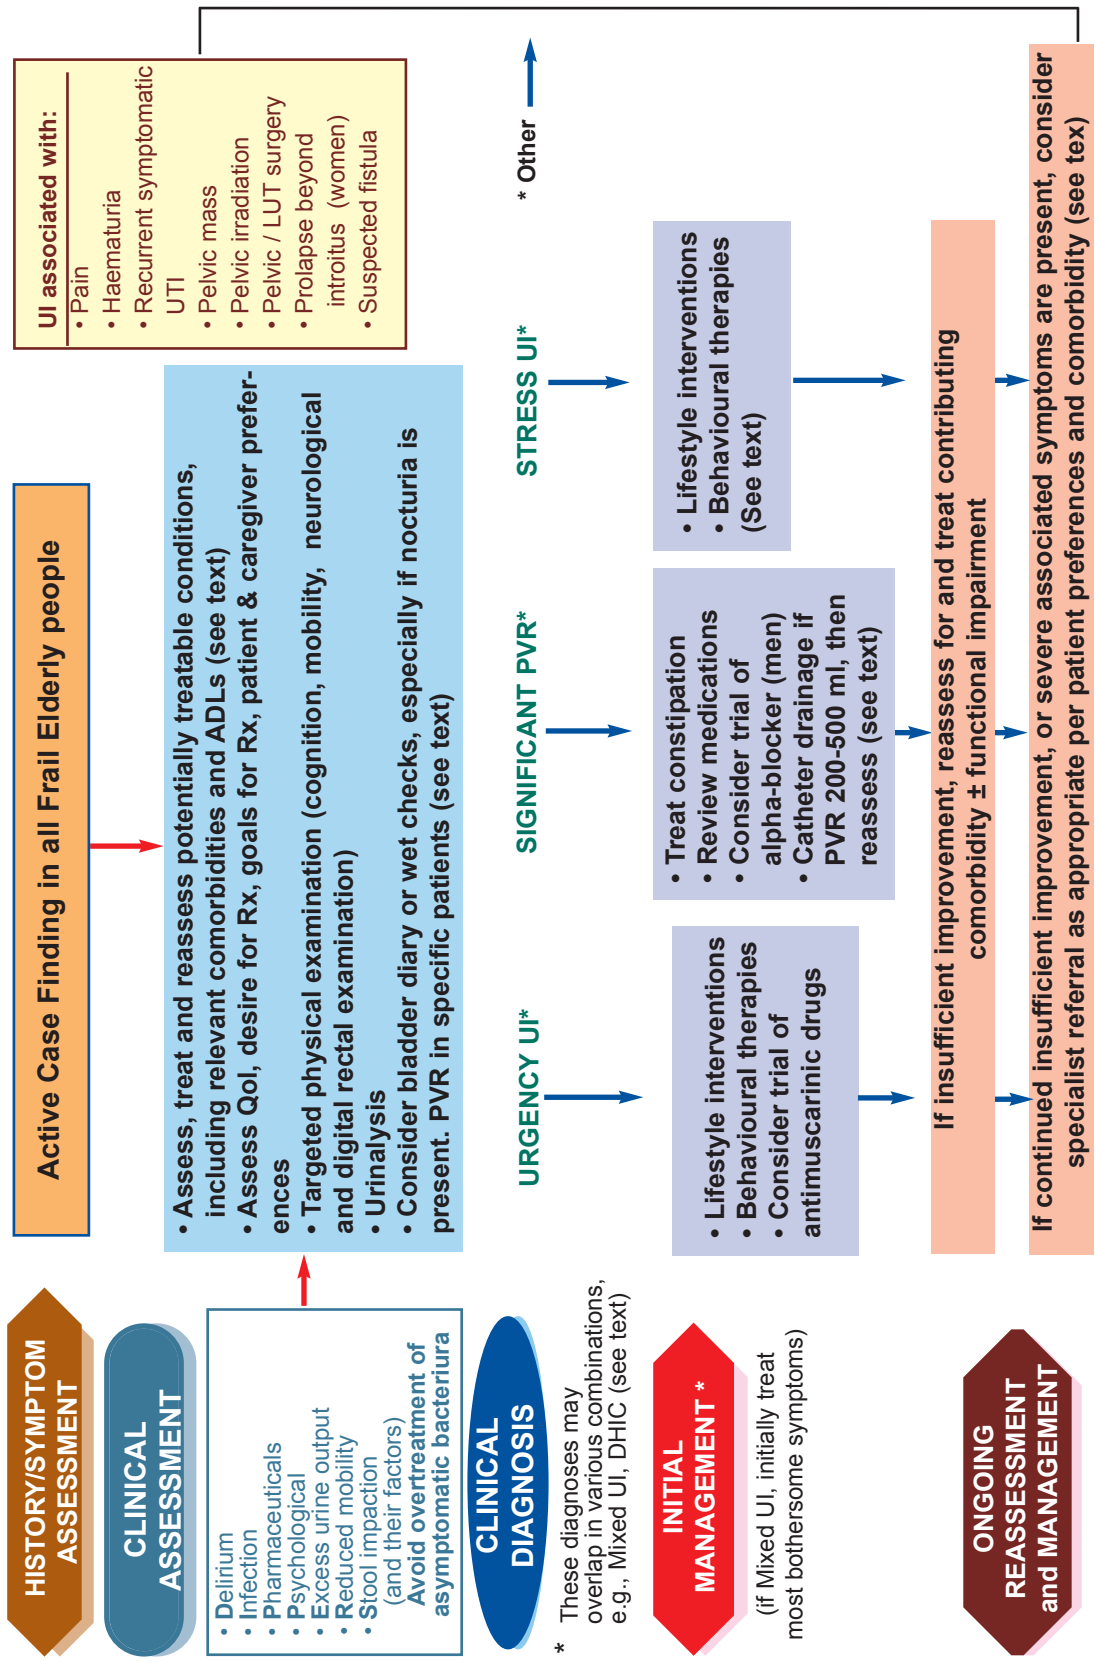 HISTORY/SYMPTOM
ASSESSMENT
Active Case Finding in all Frail Elderly people
UI associated with:
• Pain
• Haematuria
• Recurrent symptomatic
UTI
• Pelvic mass
• Pelvic irradiation
• Pelvic / LUT surgery
• Prolapse beyond
introitus (women)
• Suspected fistula
CLINICAL
ASSESSMENT
• Delirium
• Infection
• Pharmaceuticals
• Psychological
• Excess urine output
• Reduced mobility
• Stool impaction
(and their factors)
Avoid overtreatment of
asymptomatic bacteriura
• Assess, treat and reassess potentially treatable conditions,
including relevant comorbidities and ADLs (see text)
• Assess QoI, desire for Rx, goals for Rx, patient & caregiver prefer-
ences
• Targeted physical examination (cognition, mobility, neurological
and digital rectal examination)
• Urinalysis
• Consider bladder diary or wet checks, especially if nocturia is
present. PVR in specific patients (see text)
CLINICAL
DIAGNOSIS
* These diagnoses may
overlap in various combinations,
e.g., Mixed UI, DHIC (see text)
URGENCY UI*
SIGNIFICANT PVR*
STRESS UI*
* Other
INITIAL
MANAGEMENT *
(if Mixed UI, initially treat
most bothersome symptoms)
• Lifestyle interventions
• Behavioural therapies
• Consider trial of
antimuscarinic drugs
• Treat constipation
• Review medications
• Consider trial of
alpha-blocker (men)
• Catheter drainage if
PVR 200-500 ml, then
reassess (see text)
• Lifestyle interventions
• Behavioural therapies
(See text)
ONGOING
REASSESSMENT
and MANAGEMENT
If insufficient improvement, reassess for and treat contributing
comorbidity ± functional impairment
If continued insufficient improvement, or severe associated symptoms are present, consider
specialist referral as appropriate per patient preferences and comorbidity (see tex)